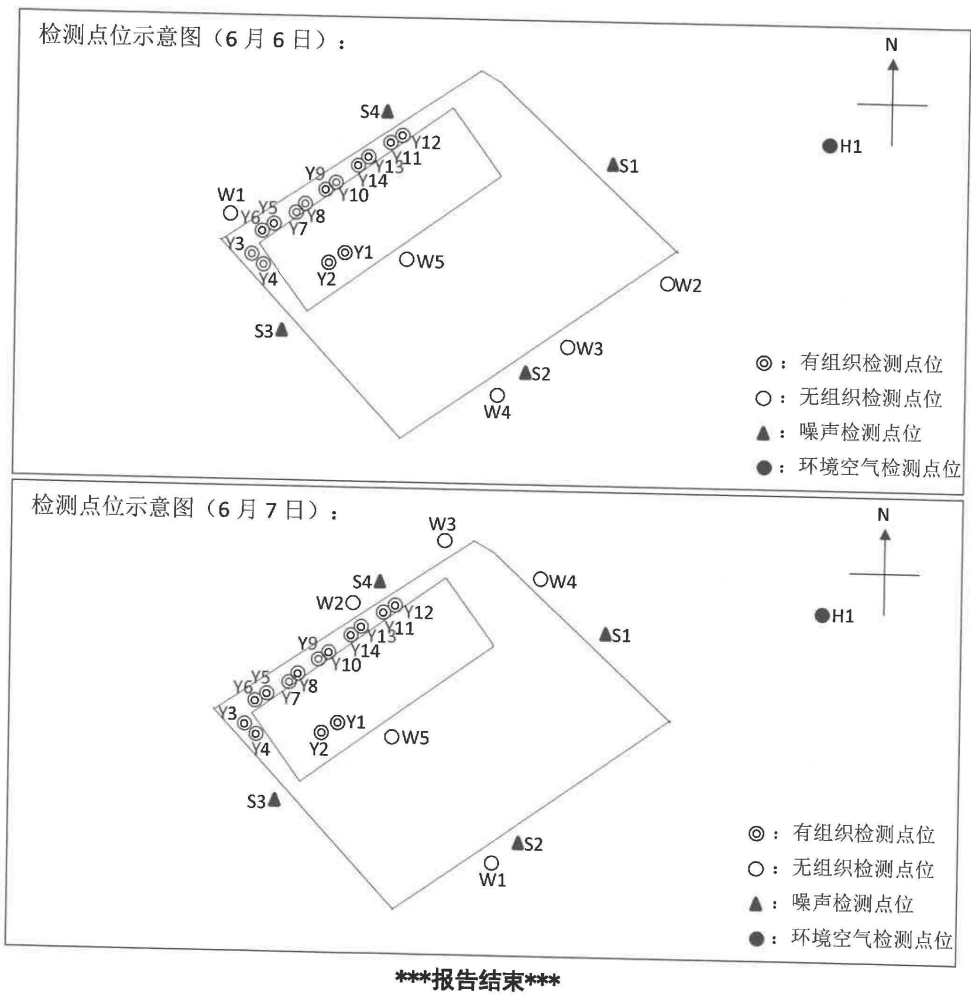 检测点位示意图（6 月 6 日）：
N
S4
Y12
Y11
H1
Y13
S1
Y14
Y9
Y10
W1
Y5
Y6
Y8
Y7
Y3
Y1
W5
Y4
Y2
W2
S3
W3
◎：有组织检测点位
S2
○：无组织检测点位
W4
▲：噪声检测点位
●：环境空气检测点位
检测点位示意图（6 月 7 日）：
N
W3
S4
W4
W2
Y12
H1
Y11
S1
Y13
Y9
Y14
Y10
Y5
Y8
Y6
Y7
Y3
Y1
W5
Y4
Y2
S3
◎：有组织检测点位
S2
○：无组织检测点位
W1
▲：噪声检测点位
●：环境空气检测点位
***报告结束***